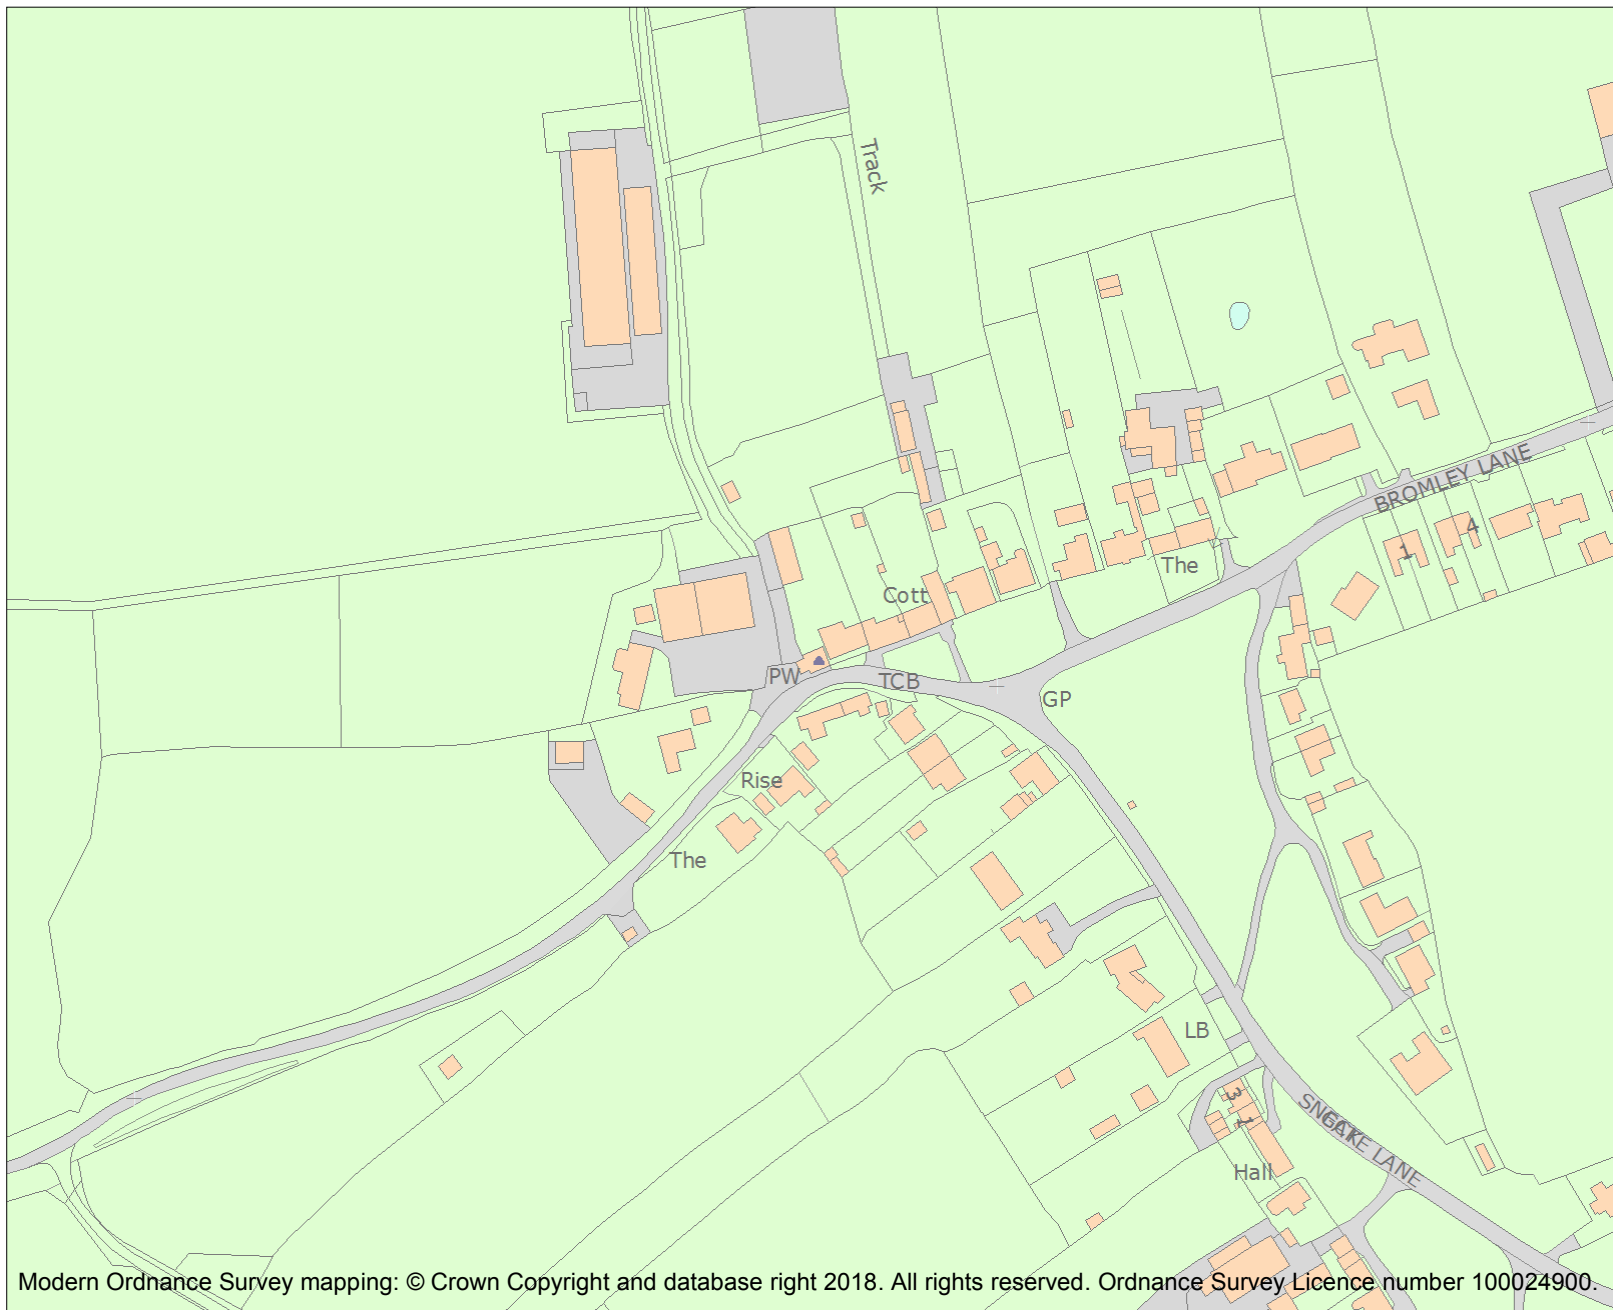 Track
BROMLEY LANE
4
1
The
Cott
PW
TCB
GP
Rise
The
LB
3
1
Hall
LANE
Modern Ordnance Survey mapping: © Crown Copyright and database right 2018. All rights reserved. Ordnance Survey Licence number 100024900.